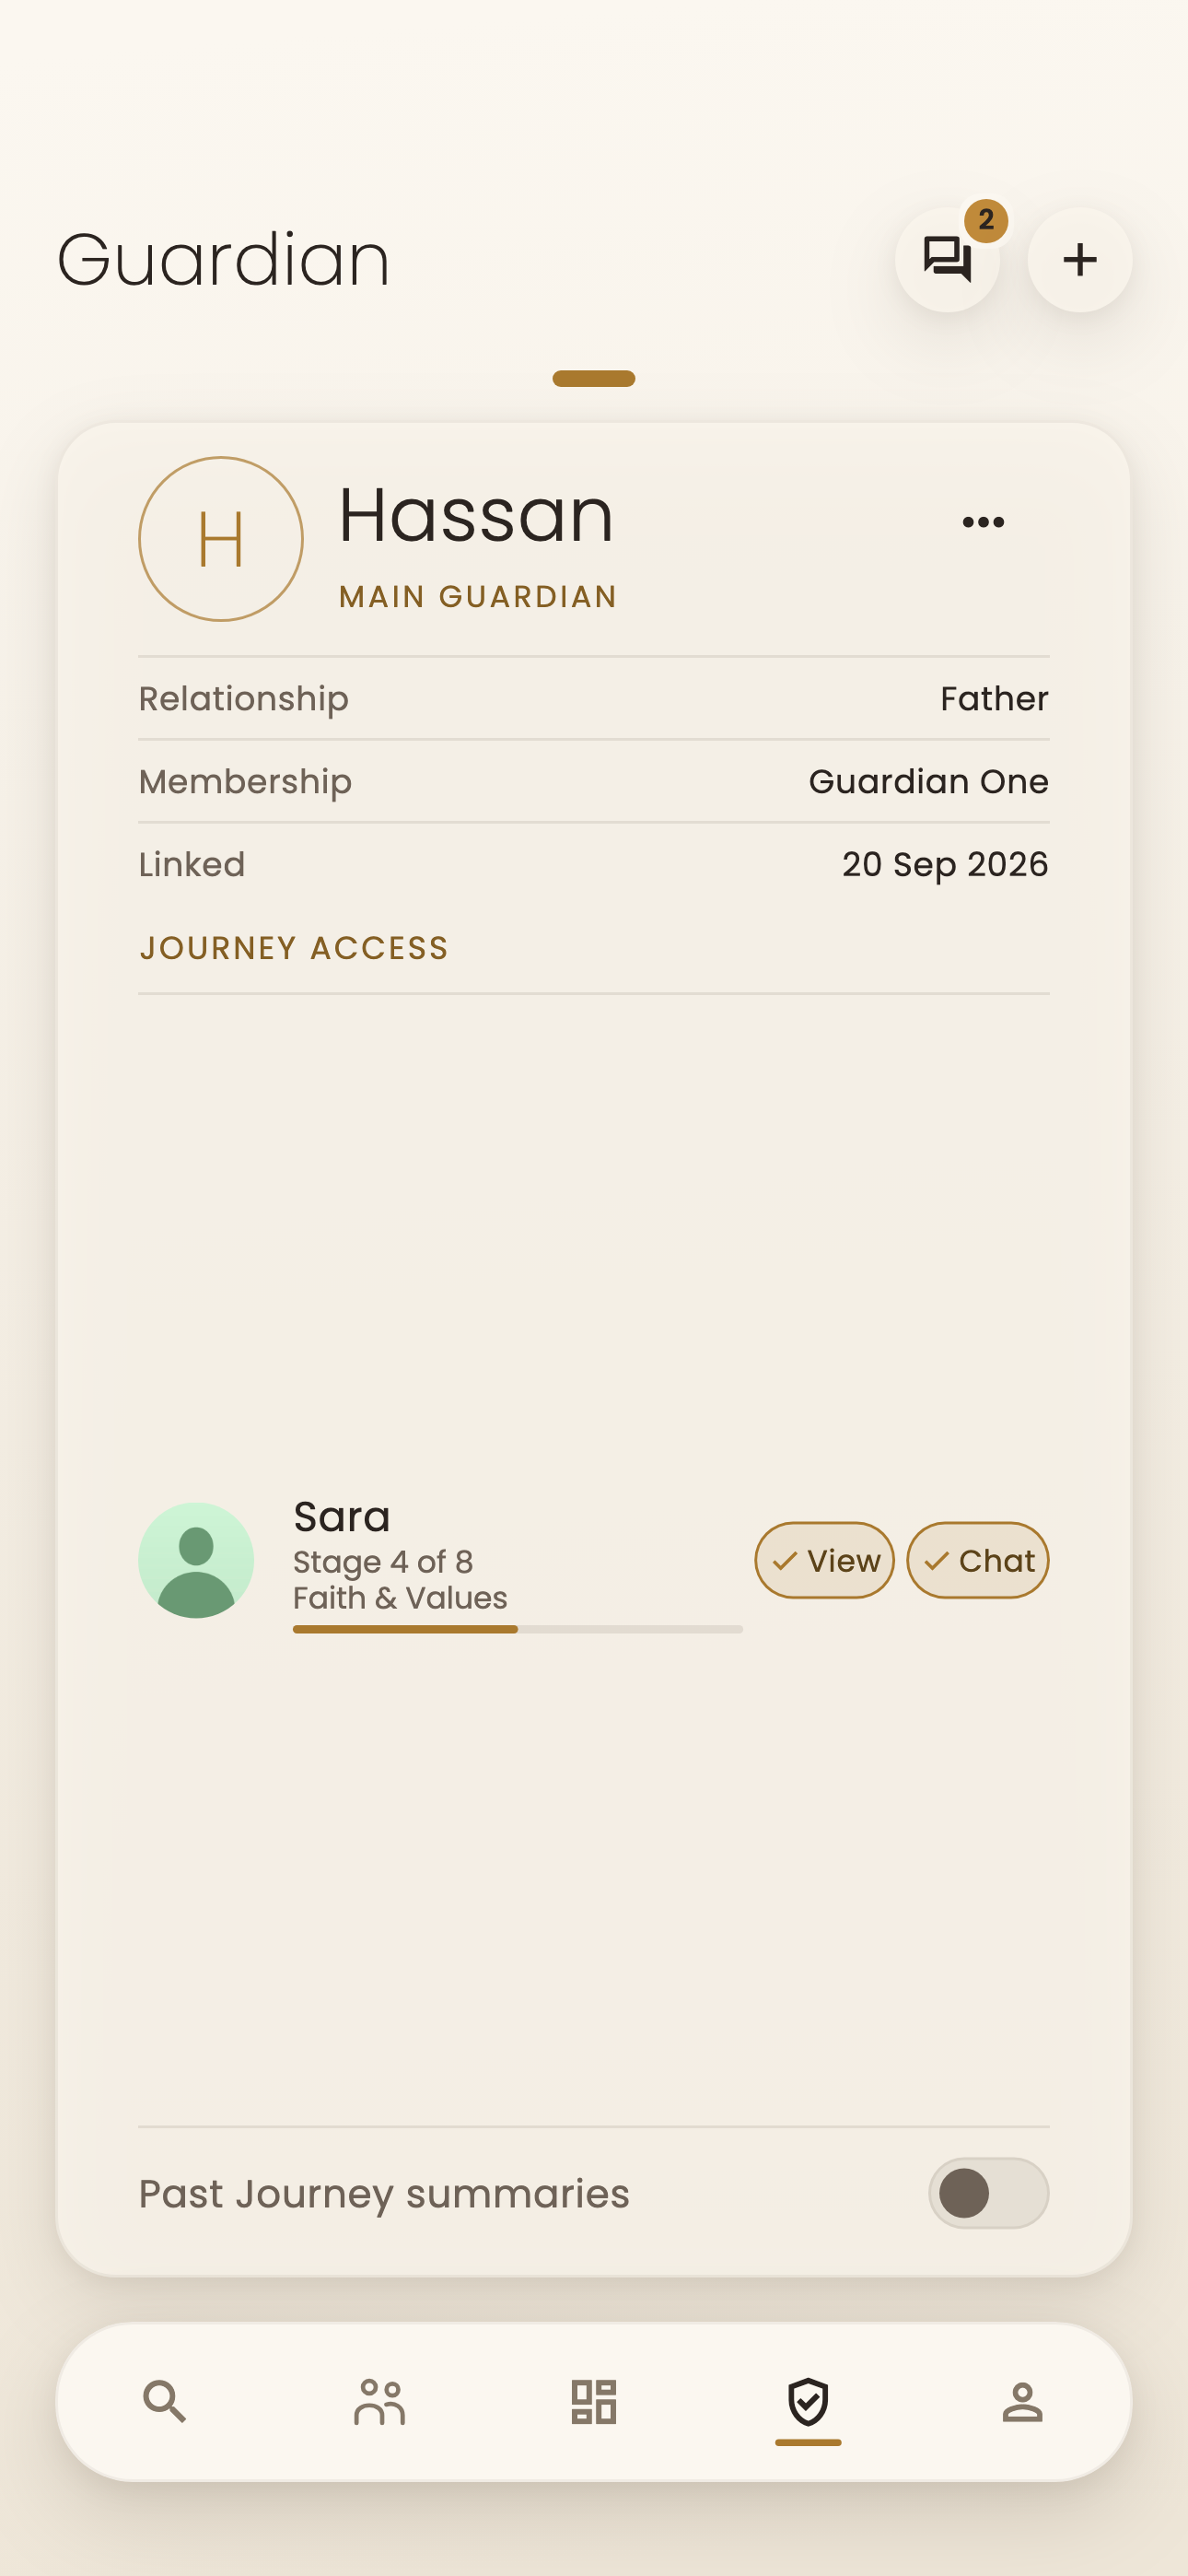 Guardian
2
H
Hassan
MAIN GUARDIAN
Relationship Father
Membership Guardian One
Linked 20 Sep 2026
JOURNEY ACCESS
Sara
Stage 4 of 8
Faith & Values
View Chat
Past Journey summaries